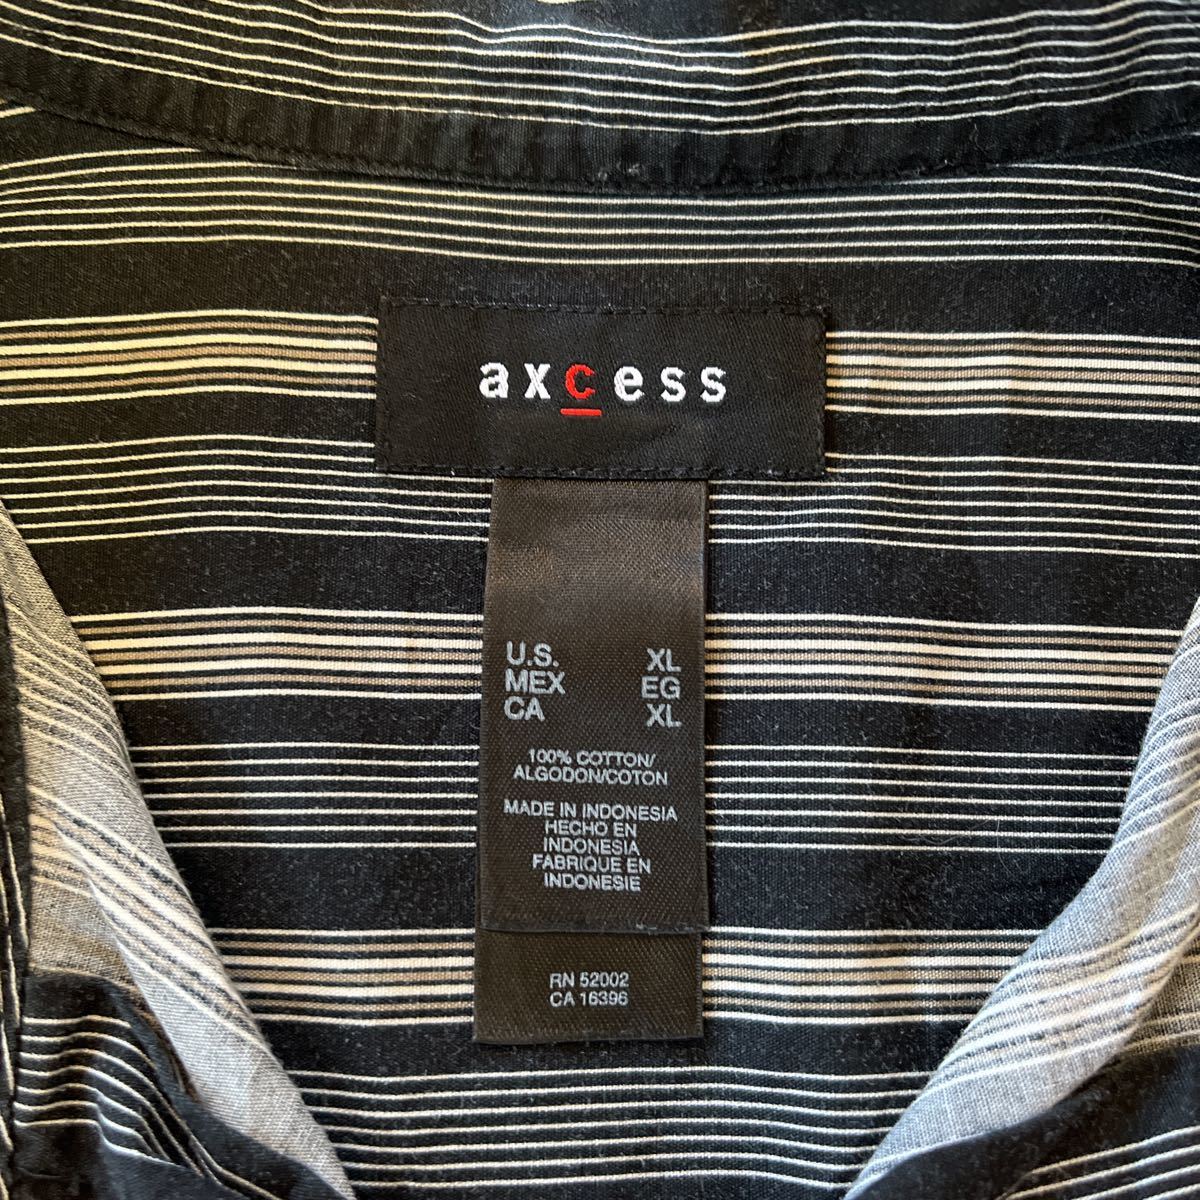 axcess
U.S. XL
MEX EG
CA XL
100% COTTON/
ALGODON/COTON
MADE IN INDONESIA
HECHO EN
INDONESIA
FABRIQUE EN
INDONESIE
RN 52002
CA 16396